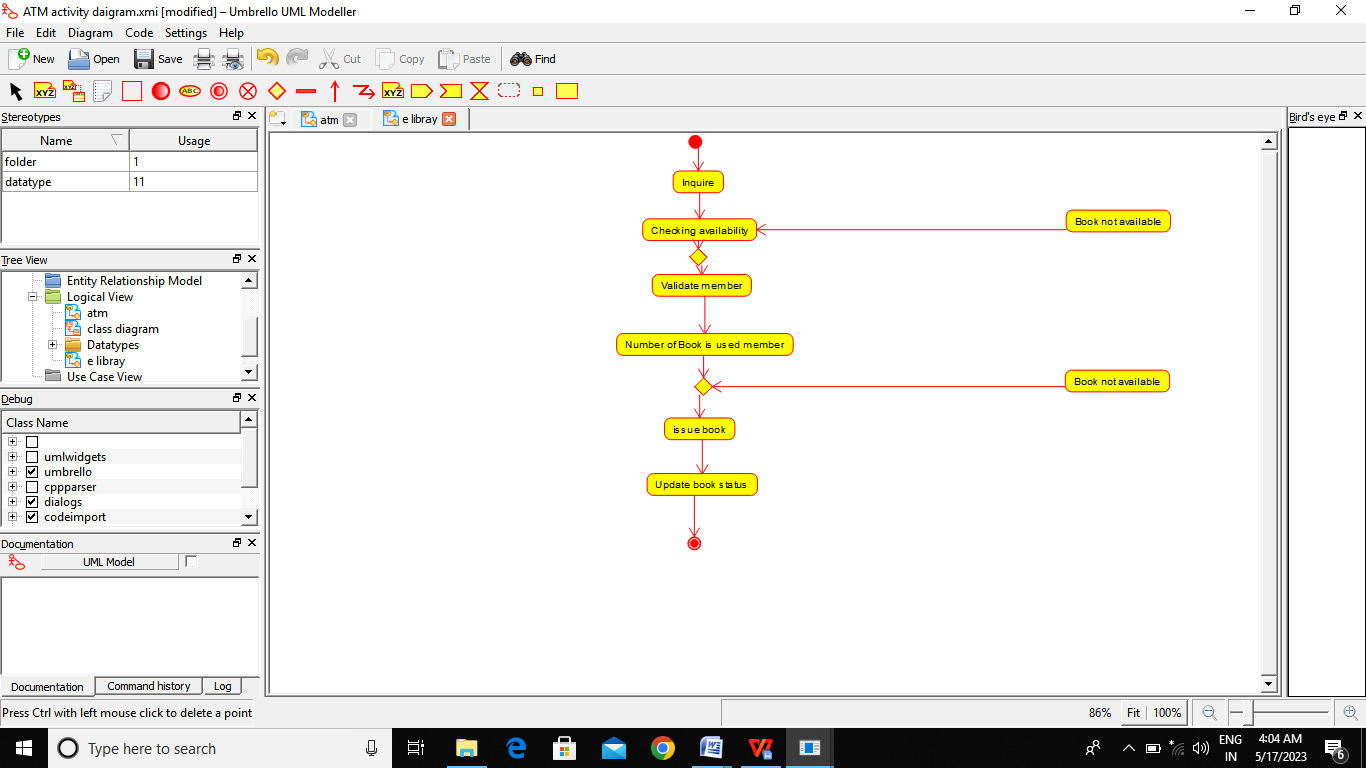 ATM activity daigram.xmi [modified] – Umbrello UML Modeller
File Edit Diagram Code Settings Help
New Open Save Cut Copy Paste Find
XYZ XYZ ABC XYZ
Stereotypes
Name Usage
folder 1
datatype 11
Tree View
Entity Relationship Model
Logical View
atm
class diagram
Datatypes
e libray
Use Case View
Debug
Class Name
umlwidgets
umbrello
cppparser
dialogs
codeimport
Documentation
UML Model
Documentation Command history Log
Press Ctrl with left mouse click to delete a point
atm e libray
Inquire
Checking availability
Book not available
Validate member
Number of Book is used member
Book not available
issue book
Update book status
Bird's eye
86% Fit 100%
Type here to search
ENG
IN
4:04 AM
5/17/2023
6